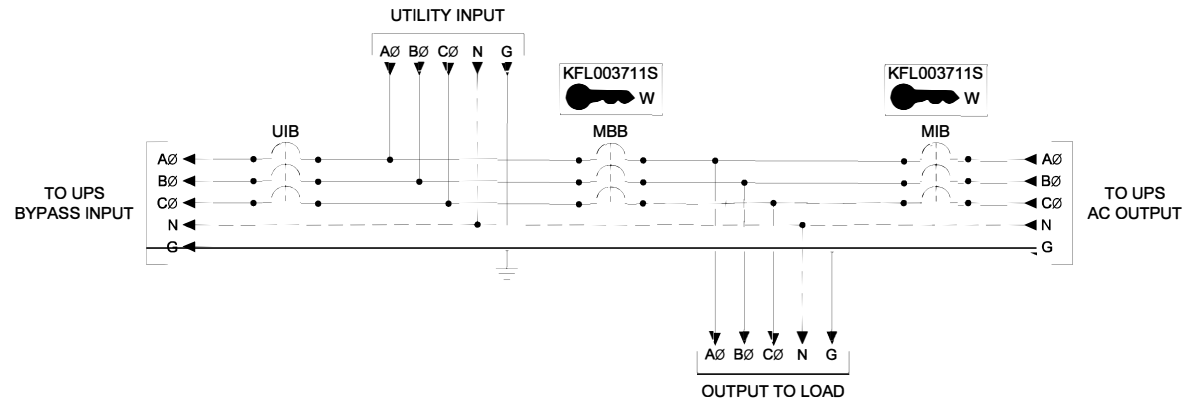 UTILITY INPUT
AØ BØ CØ N G
KFL003711S
W
KFL003711S
W
UIB
MBB
MIB
TO UPS
BYPASS INPUT
AØ
BØ
CØ
N
G
AØ
BØ
CØ
N
G
TO UPS
AC OUTPUT
AØ BØ CØ N G
OUTPUT TO LOAD